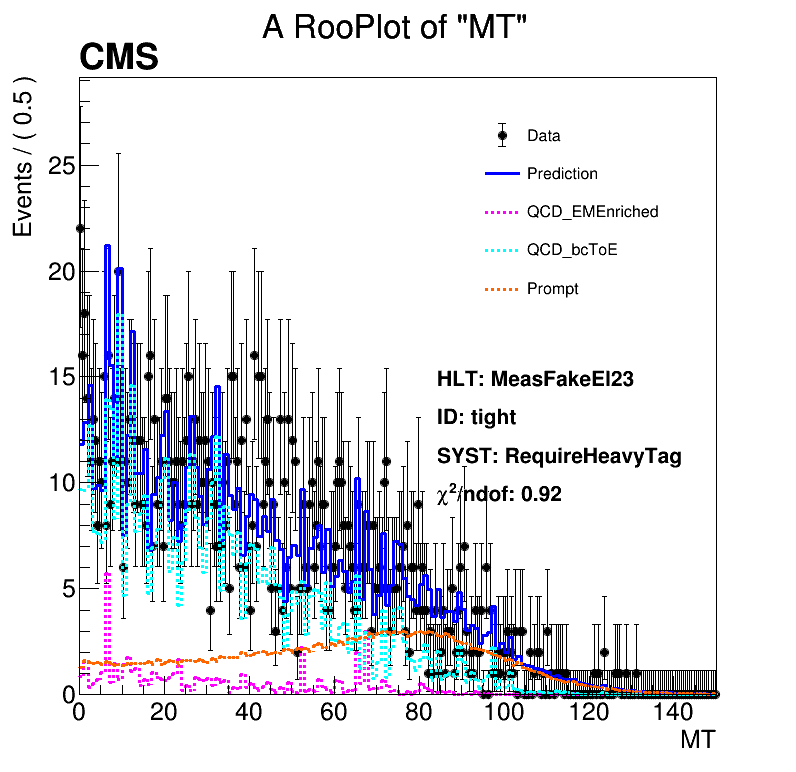 A RooPlot of "MT"
CMS
Events / ( 0.5 )
25
20
15
10
5
0
Data
Prediction
QCD_EMEnriched
QCD_bcToE
Prompt
HLT: MeasFakeEl23
ID: tight
SYST: RequireHeavyTag
χ²/ndof: 0.92
0 20 40 60 80 100 120 140
MT